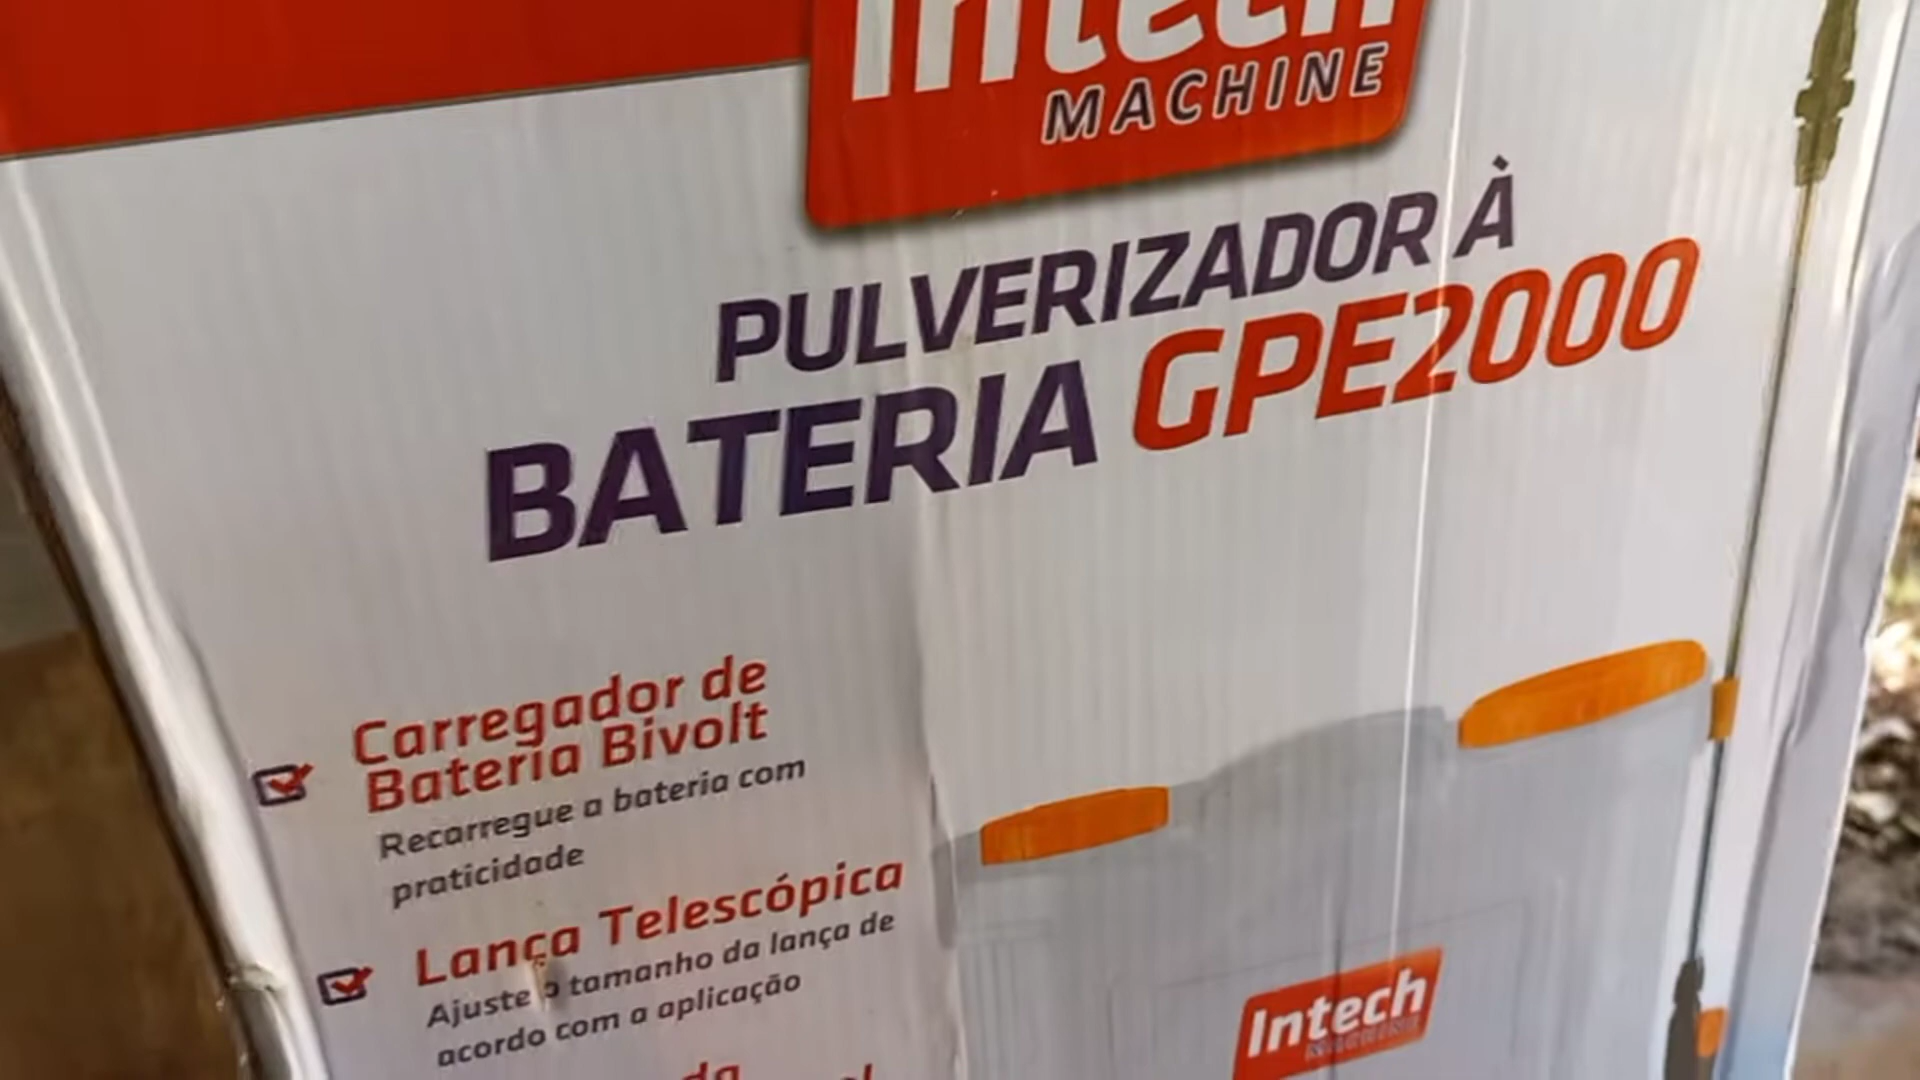 Intech
MACHINE
PULVERIZADOR À
BATERIA GPE2000
Carregador de
Bateria Bivolt
Recarregue a bateria com
praticidade
Lança Telescópica
Ajuste o tamanho da lança de
acordo com a aplicação
Intech
MACHINE